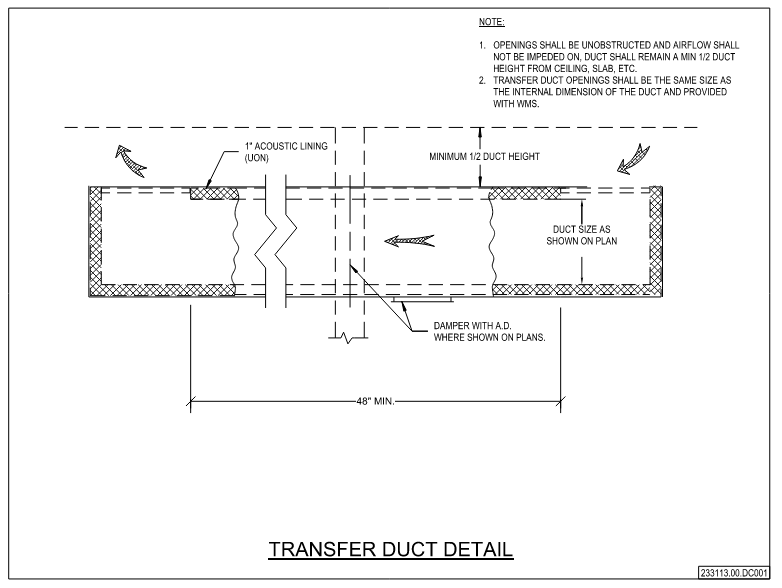 NOTE:
1. OPENINGS SHALL BE UNOBSTRUCTED AND AIRFLOW SHALL
NOT BE IMPEDED ON, DUCT SHALL REMAIN A MIN 1/2 DUCT
HEIGHT FROM CEILING, SLAB, ETC.
2. TRANSFER DUCT OPENINGS SHALL BE THE SAME SIZE AS
THE INTERNAL DIMENSION OF THE DUCT AND PROVIDED
WITH WMS.
1" ACOUSTIC LINING
(UON)
MINIMUM 1/2 DUCT HEIGHT
DUCT SIZE AS
SHOWN ON PLAN
DAMPER WITH A.D.
WHERE SHOWN ON PLANS.
48" MIN.
TRANSFER DUCT DETAIL
233113.00.DC001